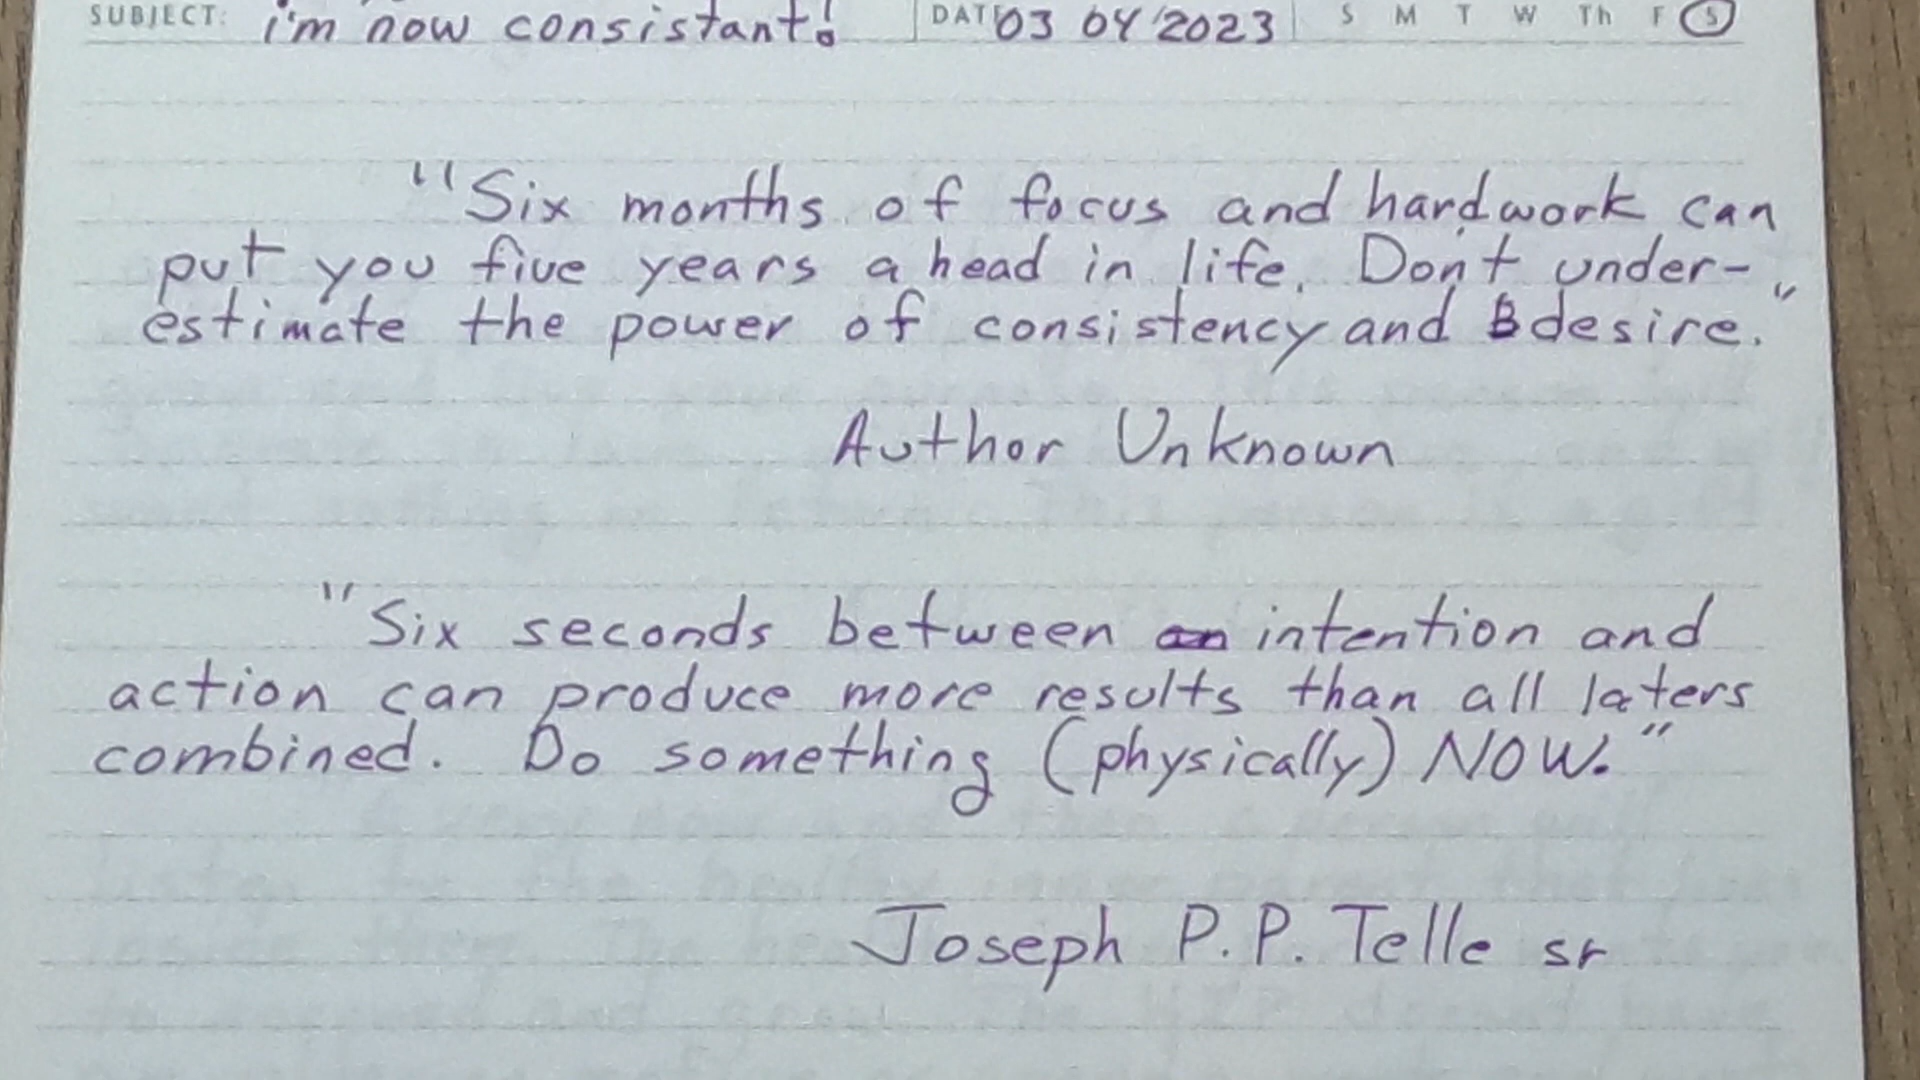 SUBJECT: i'm now consistant! DATE 03 04 2023 S M T W Th F S
"Six months of focus and hardwork can
put you five years ahead in life. Don't under-
estimate the power of consistency and desire."
Author Unknown
"Six seconds between intention and
action can produce more results than all laters
combined. Do something (physically) NOW."
Joseph P. P. Telle sr